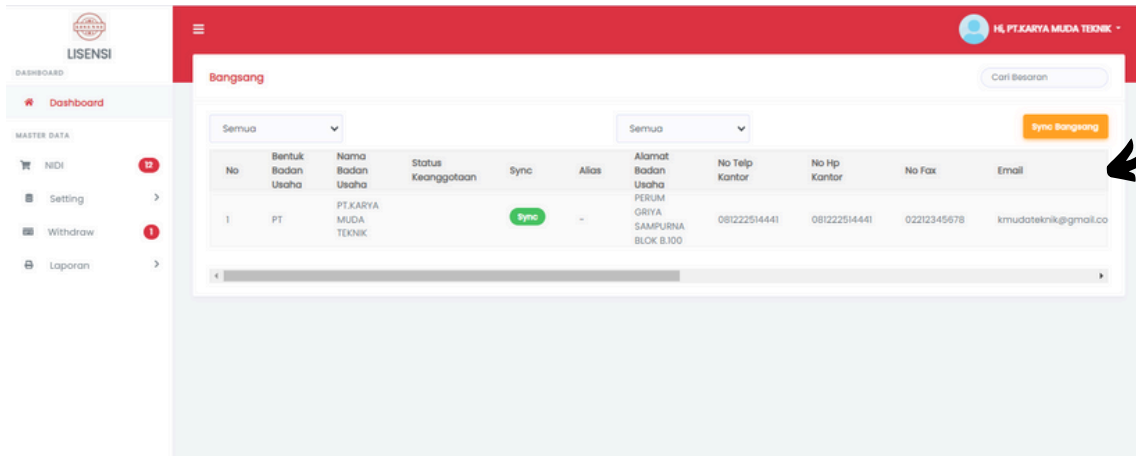 LISENSI
DASHBOARD
Dashboard
MASTER DATA
NIDI 12
Setting
Withdraw 1
Laporan
Hi, PT.KARYA MUDA TEKNIK
Bangsang
Cari Besaran
Semua
Semua
Sync Bangsang
No
Bentuk
Badan
Usaha
Nama
Badan
Usaha
Status
Keanggotaan
Sync
Alias
Alamat
Badan
Usaha
No Telp
Kantor
No Hp
Kantor
No Fax
Email
1
PT
PT.KARYA
MUDA
TEKNIK
Sync
-
PERUM
GRIYA
SAMPURNA
BLOK B.100
081222514441
081222514441
02212345678
kmudateknik@gmail.co